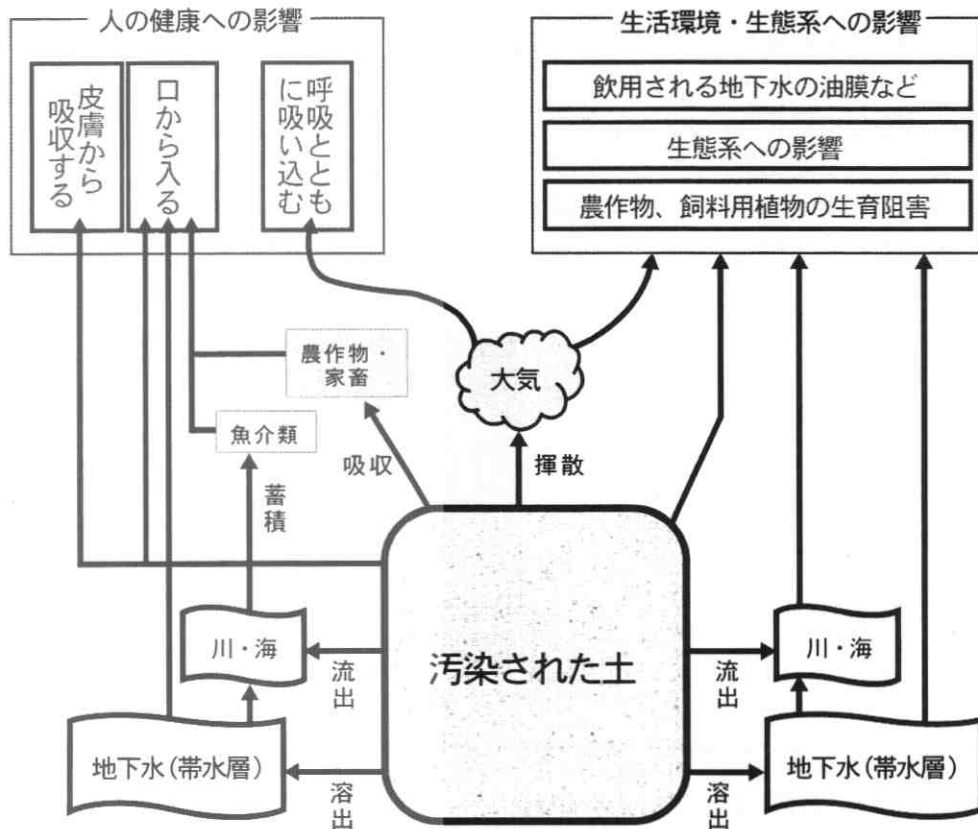 人の健康への影響
皮膚から
吸収する
口から入る
呼吸ととも
に吸い込む
生活環境・生態系への影響
飲用される地下水の油膜など
生態系への影響
農作物、飼料用植物の生育阻害
農作物・
家畜
大気
魚介類
吸収
揮散
蓄積
汚染された土
川・海
流出
地下水(帯水層)
溶出
流出
川・海
溶出
地下水(帯水層)